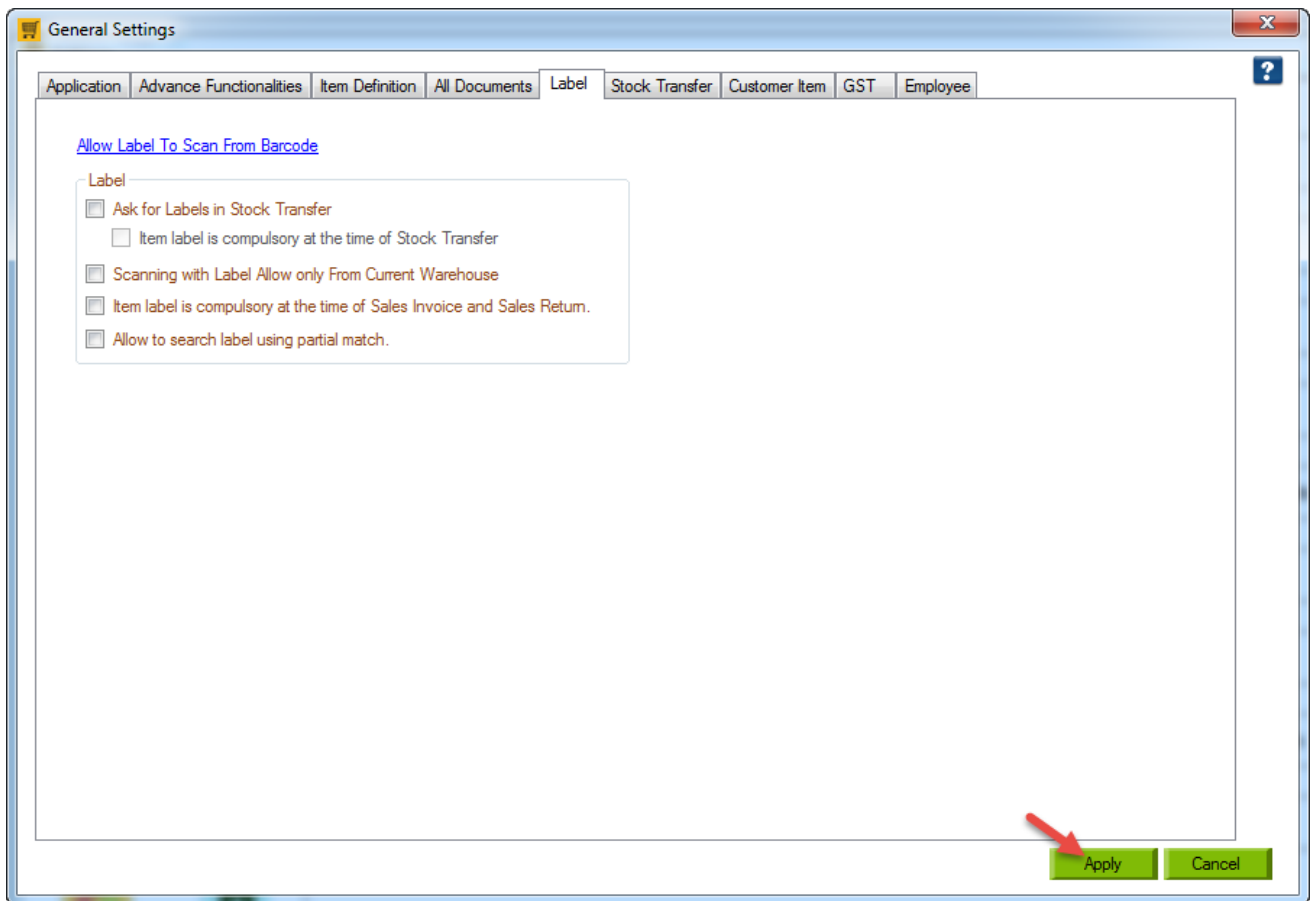 General Settings
x
?
Application Advance Functionalities Item Definition All Documents Label Stock Transfer Customer Item GST Employee
Allow Label To Scan From Barcode
Label
Ask for Labels in Stock Transfer
Item label is compulsory at the time of Stock Transfer
Scanning with Label Allow only From Current Warehouse
Item label is compulsory at the time of Sales Invoice and Sales Return.
Allow to search label using partial match.
Apply Cancel